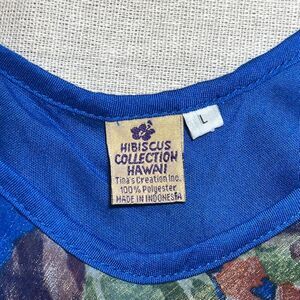 HIBISCUS
COLLECTION
HAWAII
Tina's Creation Inc.
100% Polyester
MADE IN INDONESIA
L